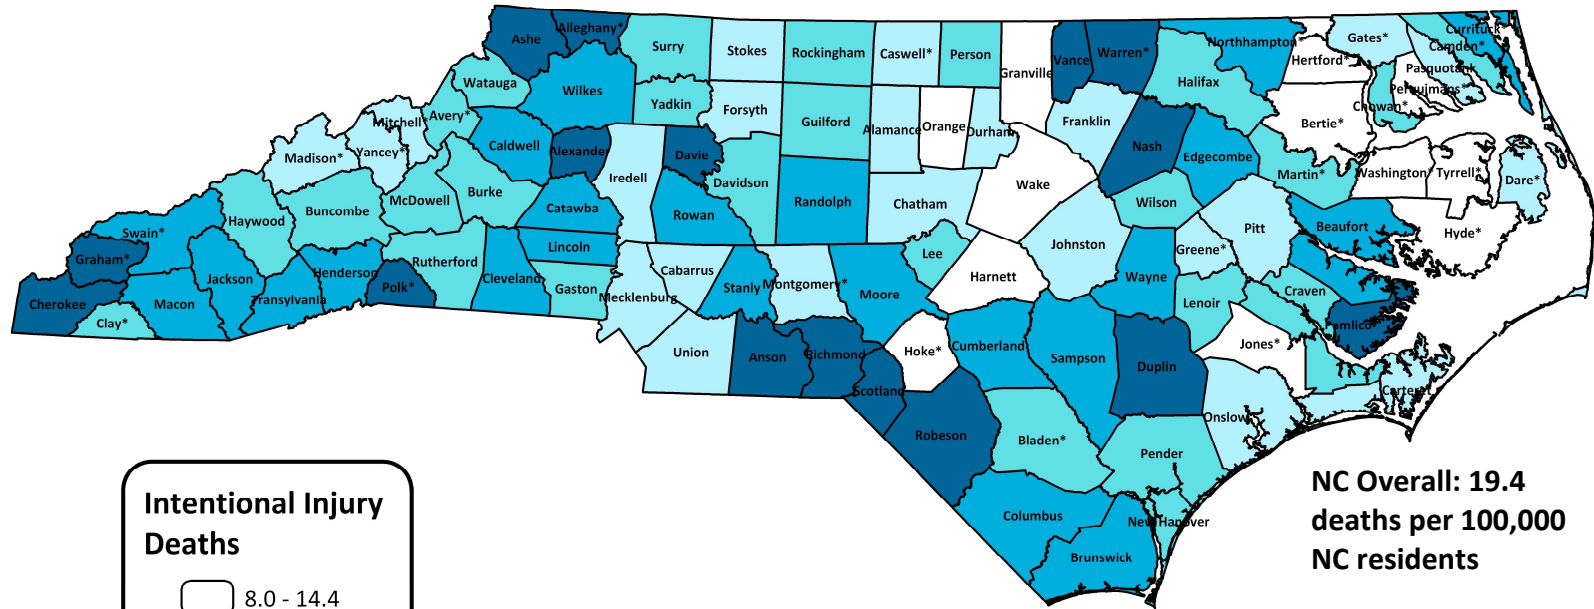 Ashe
Alleghany*
Surry
Stokes
Rockingham
Caswell*
Person
Granville
Vance
Warren*
Northhampton*
Hertford*
Gates*
Currituck*
Camden*
Pasquotank
Perqujmans*
Chowan*
Watauga
Wilkes
Yadkin
Forsyth
Guilford
Alamance
Orange
Durham
Franklin
Halifax
Bertie*
Mitchell*
Avery*
Madison*
Yancey*
Caldwell
Alexander
Iredell
Davie
Davidson
Randolph
Chatham
Wake
Nash
Edgecombe
Martin*
Washington*
Tyrrell*
Dare*
Haywood
Buncombe
McDowell
Burke
Catawba
Rowan
Wilson
Swain*
Graham*
Jackson
Henderson
Rutherford
Cleveland
Lincoln
Gaston
Cabarrus
Mecklenburg
Stanly
Montgomery*
Moore
Lee
Harnett
Johnston
Wayne
Greene*
Pitt
Beaufort
Hyde*
Cherokee
Clay*
Macon
Transylvania
Polk*
Union
Anson
Richmond
Scotland
Hoke*
Cumberland
Sampson
Duplin
Lenoir
Craven
Pamlico*
Jones*
Carteret
Onslow
Robeson
Bladen*
Pender
Columbus
New Hanover
Brunswick
NC Overall: 19.4
deaths per 100,000
NC residents
Intentional Injury
Deaths
8.0 - 14.4